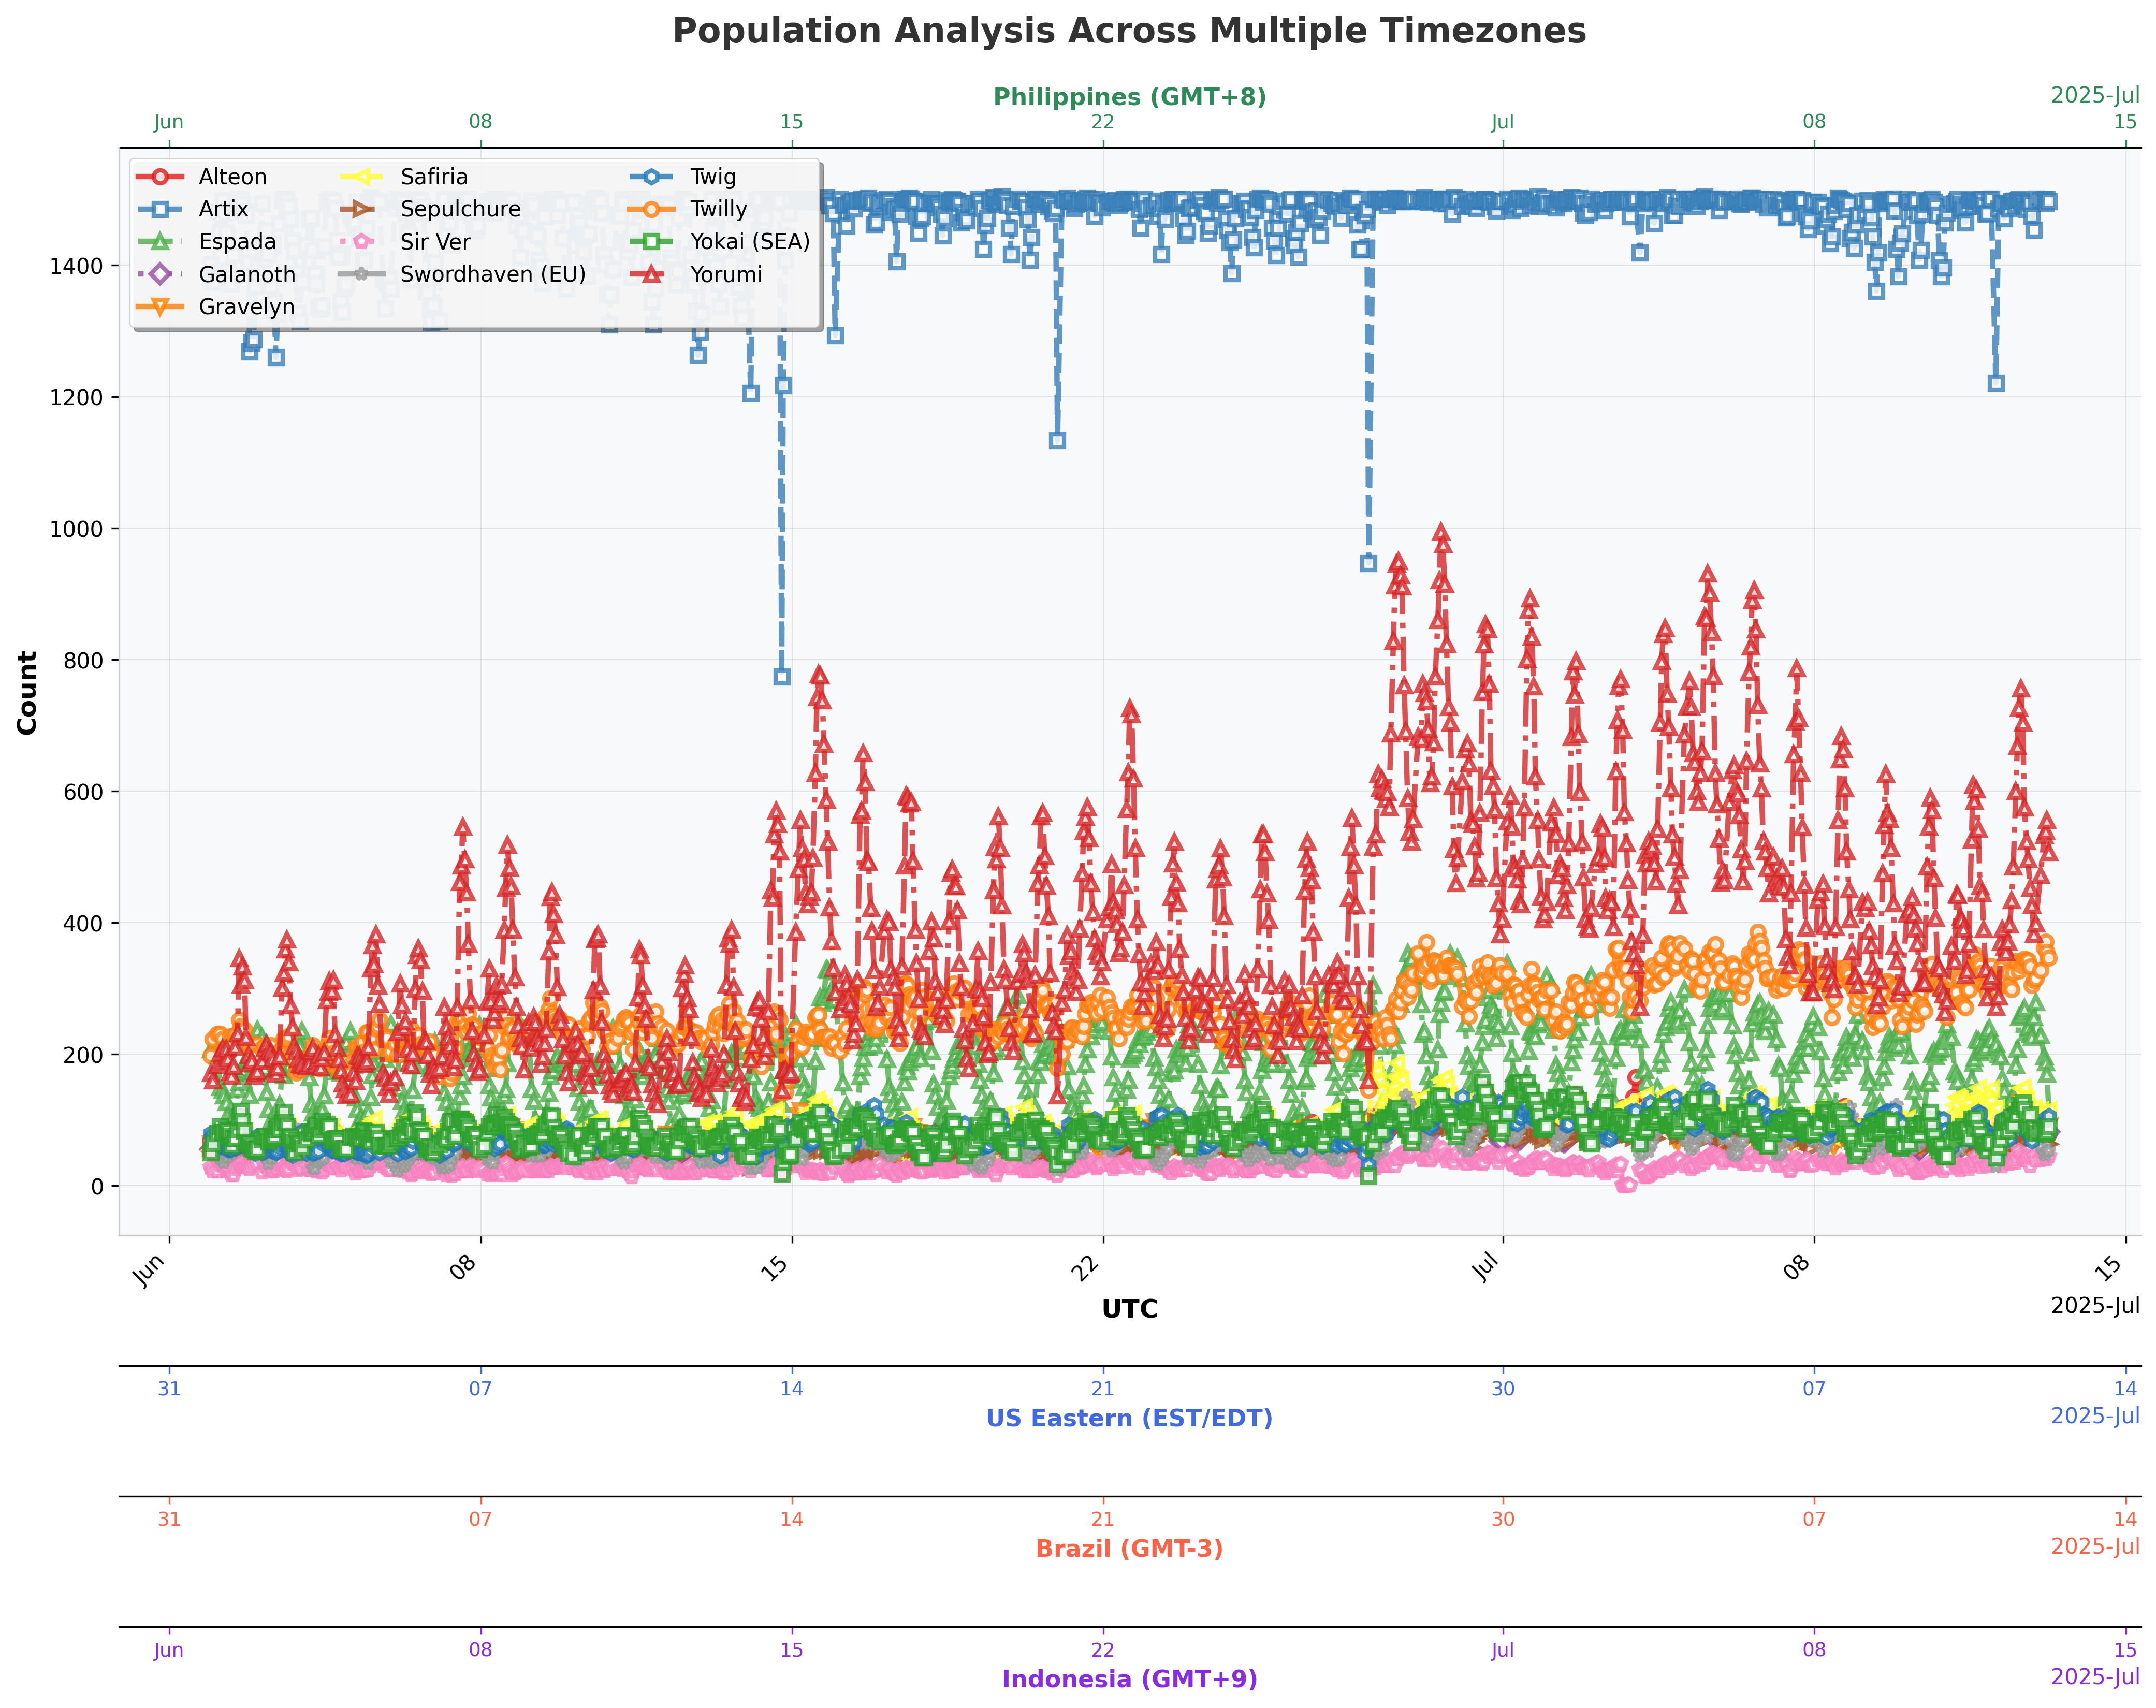 Population Analysis Across Multiple Timezones
Philippines (GMT+8)
2025-Jul
Jun 08 15 22 Jul 08 15
Alteon Safiria Twig
Artix Sepulchure Twilly
Espada Sir Ver Yokai (SEA)
Galanoth Swordhaven (EU) Yorumi
Gravelyn
Count
1400
1200
1000
800
600
400
200
0
Jun 08 15 22 Jul 08 15
UTC
2025-Jul
31 07 14 21 30 07 14
US Eastern (EST/EDT)
2025-Jul
31 07 14 21 30 07 14
Brazil (GMT-3)
2025-Jul
Jun 08 15 22 Jul 08 15
Indonesia (GMT+9)
2025-Jul